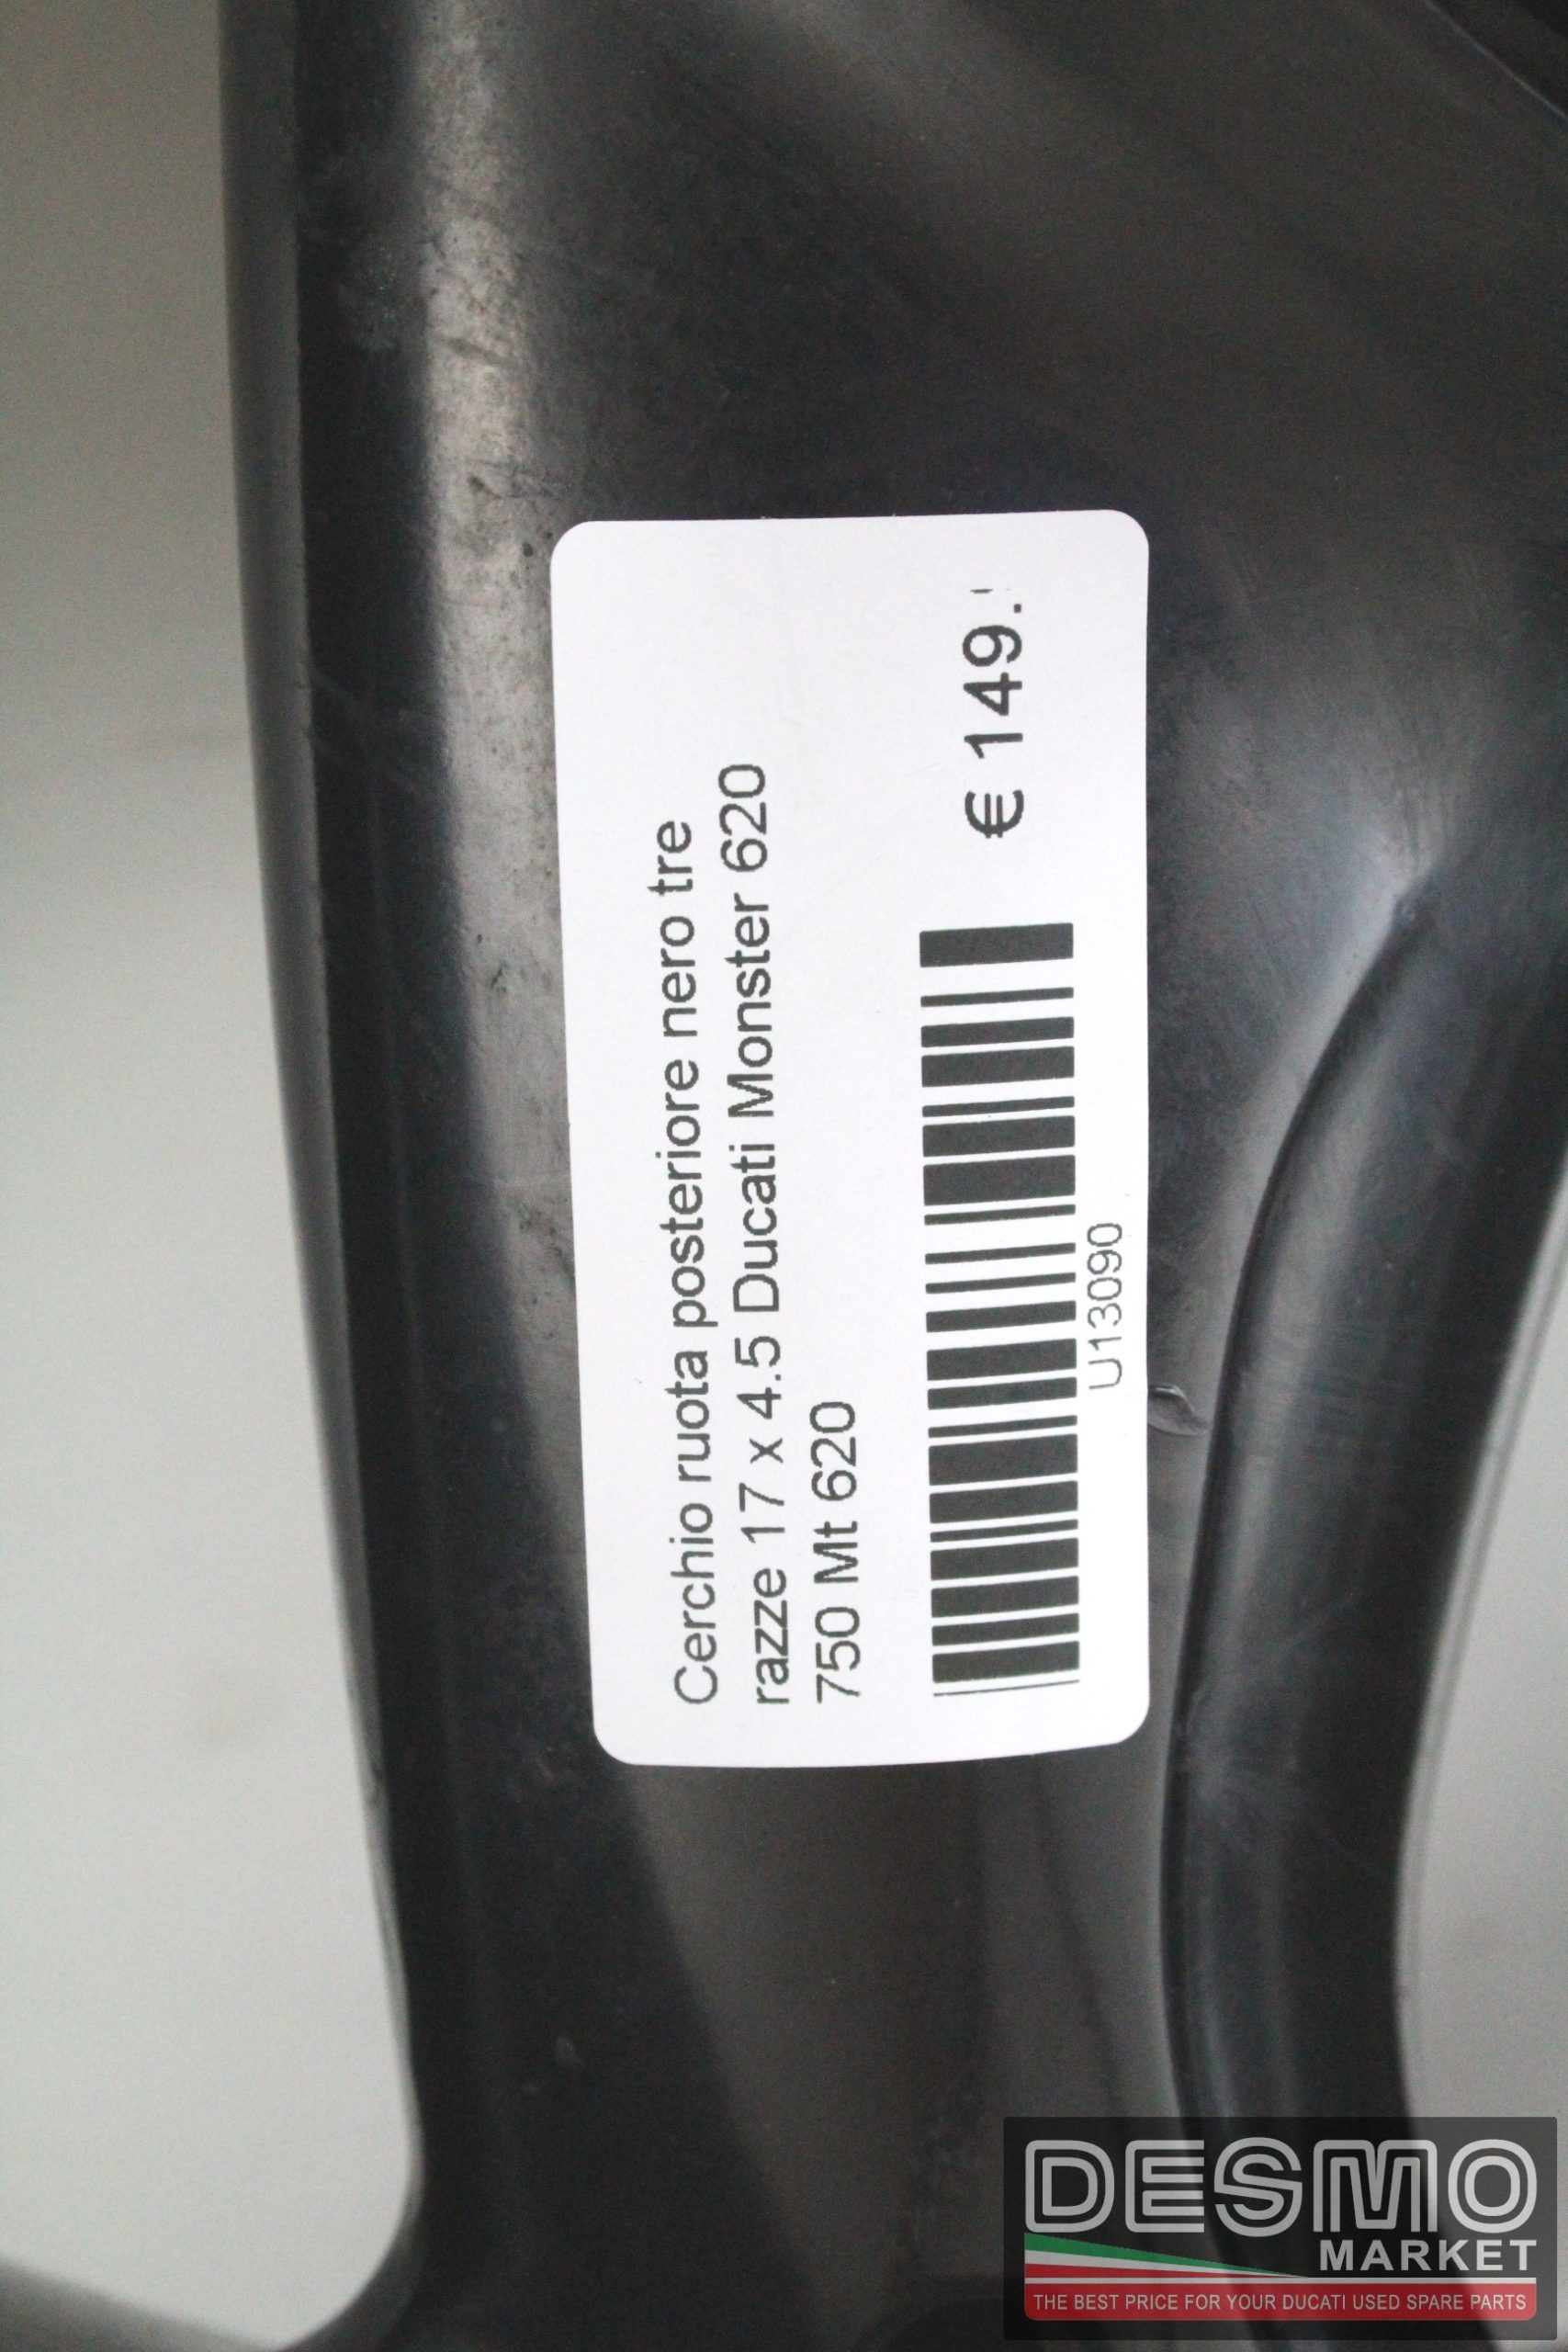 Cerchio ruota posteriore nero tre
razze 17 x 4.5 Ducati Monster 620
750 Mt 620
€ 149.
U13090
DESMO
MARKET
THE BEST PRICE FOR YOUR DUCATI USED SPARE PARTS